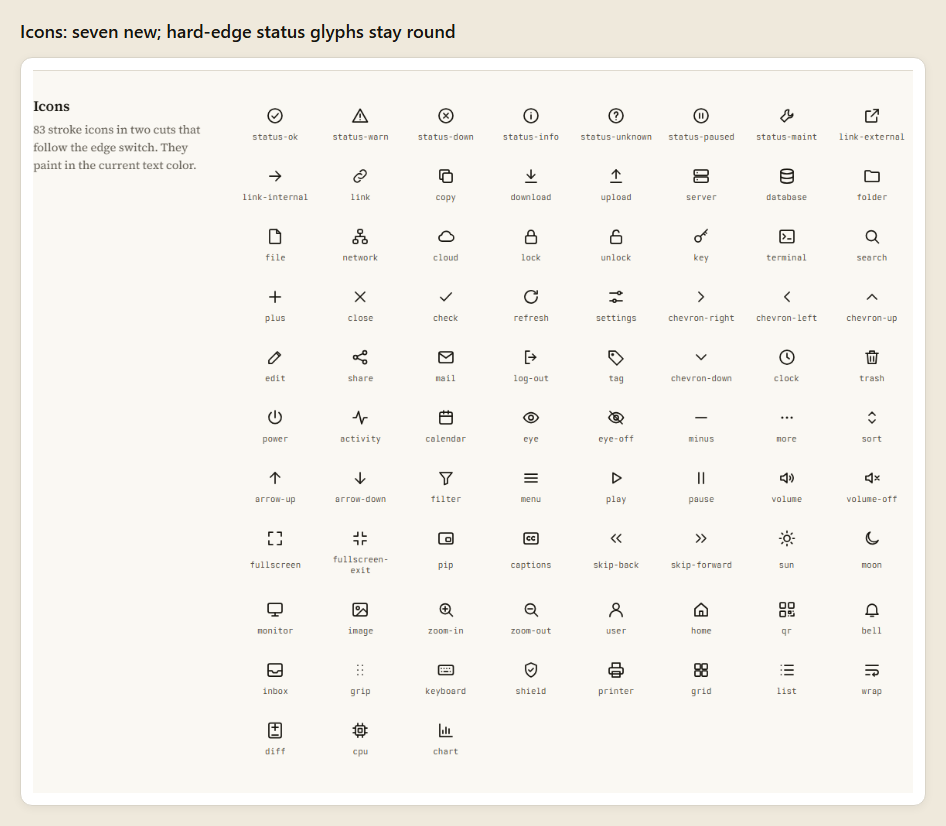 Icons: seven new; hard-edge status glyphs stay round
Icons
83 stroke icons in two cuts that
follow the edge switch. They
paint in the current text color.
status-ok status-warn status-down status-info status-unknown status-paused status-maint link-external
link-internal link copy download upload server database folder
file network cloud lock unlock key terminal search
plus close check refresh settings chevron-right chevron-left chevron-up
edit share mail log-out tag chevron-down clock trash
power activity calendar eye eye-off minus more sort
arrow-up arrow-down filter menu play pause volume volume-off
CC
fullscreen fullscreen-
exit pip captions skip-back skip-forward sun moon
monitor image zoom-in zoom-out user home qr bell
inbox grip keyboard shield printer grid list wrap
diff cpu chart